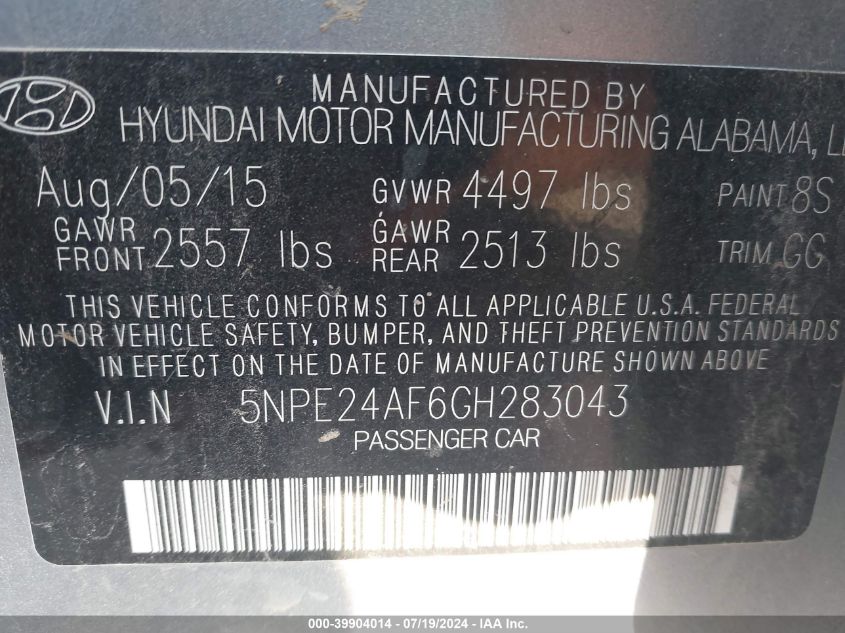 MANUFACTURED BY
HYUNDAI MOTOR MANUFACTURING ALABAMA,
Aug/05/15 GVWR 4497 lbs PAINT 8S
GAWR FRONT 2557 lbs GAWR REAR 2513 lbs TRIM GG
THIS VEHICLE CONFORMS TO ALL APPLICABLE U.S.A. FEDERAL
MOTOR VEHICLE SAFETY, BUMPER, AND THEFT PREVENTION STANDARDS
IN EFFECT ON THE DATE OF MANUFACTURE SHOWN ABOVE
V.I.N 5NPE24AF6GH283043
PASSENGER CAR
000-39904014 - 07/19/2024 - IAA Inc.